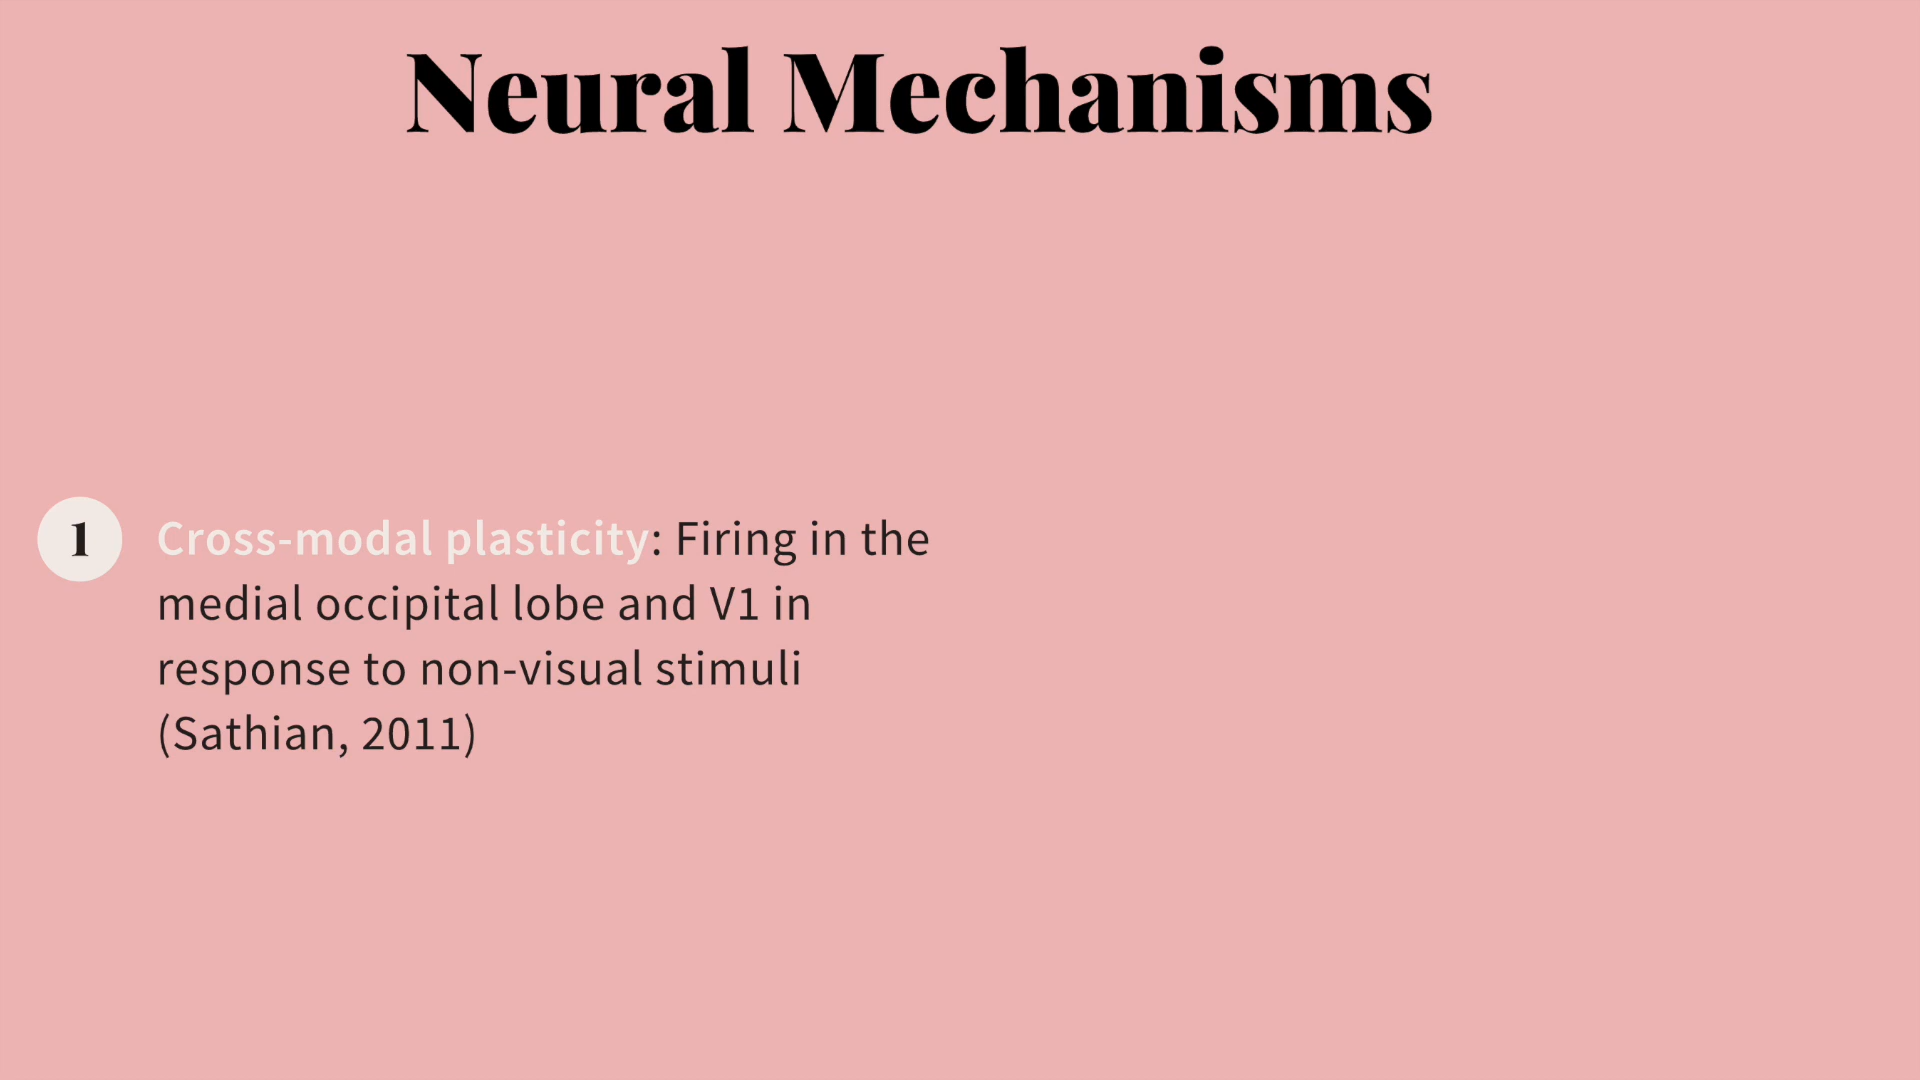 Neural Mechanisms
1 Cross-modal plasticity: Firing in the
medial occipital lobe and V1 in
response to non-visual stimuli
(Sathian, 2011)